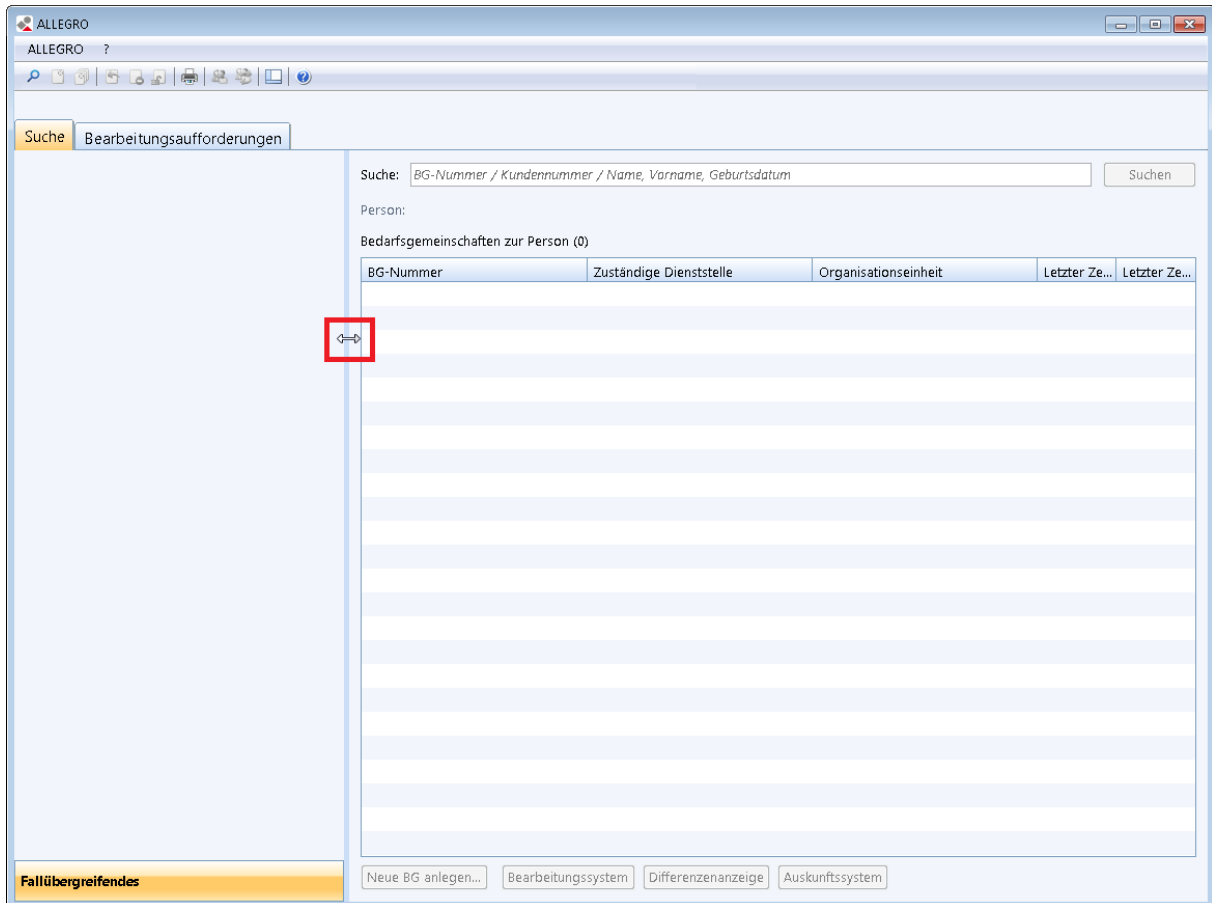 ALLEGRO
ALLEGRO ?
Suche Bearbeitungsaufforderungen
Suche: BG-Nummer / Kundennummer / Name, Vorname, Geburtsdatum Suchen
Person:
Bedarfsgemeinschaften zur Person (0)
BG-Nummer Zuständige Dienststelle Organisationseinheit Letzter Ze... Letzter Ze...
Fallübergreifendes
Neue BG anlegen... Bearbeitungssystem Differenzenanzeige Auskunftssystem